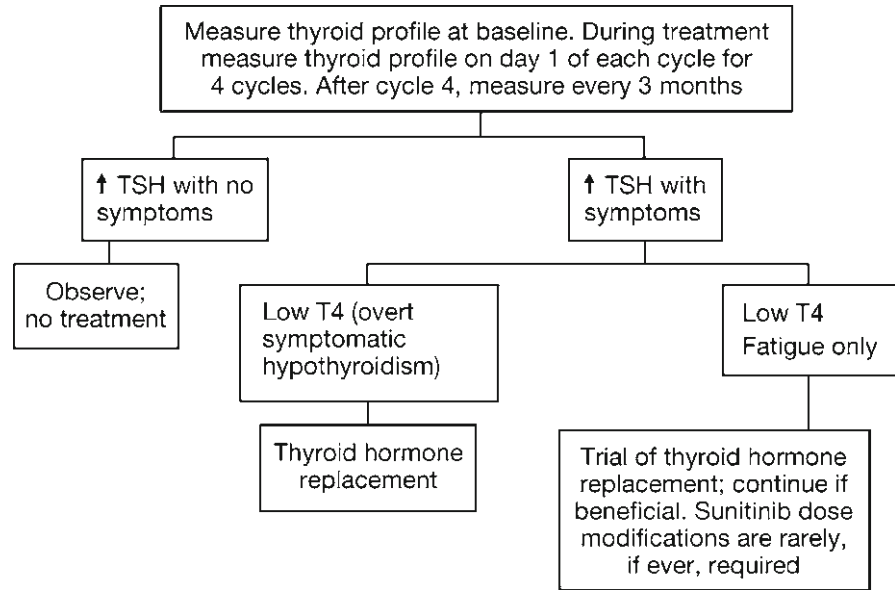 Measure thyroid profile at baseline. During treatment
measure thyroid profile on day 1 of each cycle for
4 cycles. After cycle 4, measure every 3 months
↑ TSH with no
symptoms
↑ TSH with
symptoms
Observe;
no treatment
Low T4 (overt
symptomatic
hypothyroidism)
Low T4
Fatigue only
Thyroid hormone
replacement
Trial of thyroid hormone
replacement; continue if
beneficial. Sunitinib dose
modifications are rarely,
if ever, required